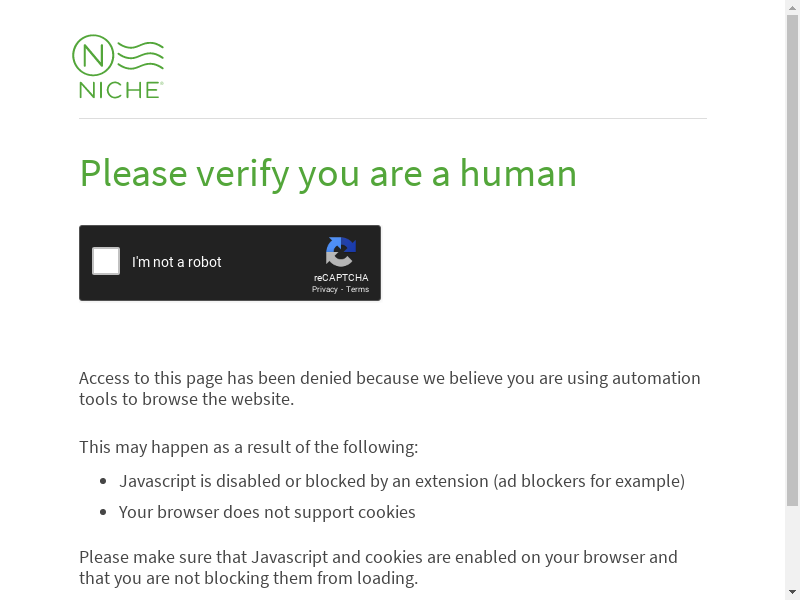 N
NICHE
Please verify you are a human
I'm not a robot
reCAPTCHA
Privacy - Terms
Access to this page has been denied because we believe you are using automation
tools to browse the website.
This may happen as a result of the following:
Javascript is disabled or blocked by an extension (ad blockers for example)
Your browser does not support cookies
Please make sure that Javascript and cookies are enabled on your browser and
that you are not blocking them from loading.